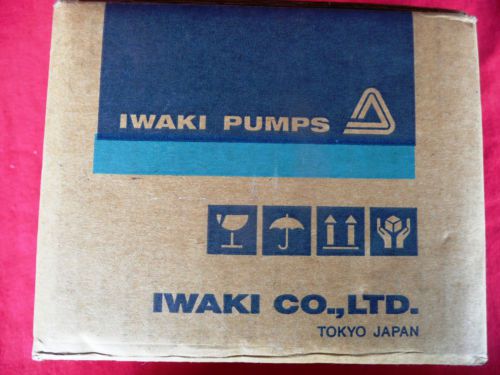 IWAKI PUMPS
IWAKI CO.,LTD.
TOKYO JAPAN